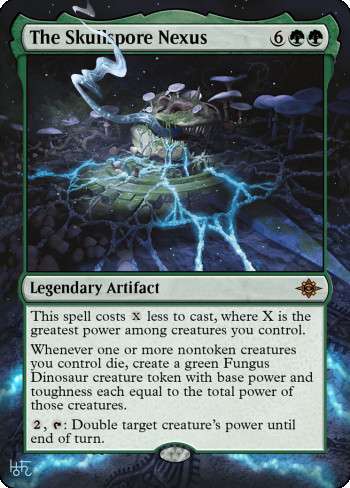 The Skullspore Nexus 6
Legendary Artifact
This spell costs X less to cast, where X is the
greatest power among creatures you control.
Whenever one or more nontoken creatures
you control die, create a green Fungus
Dinosaur creature token with base power and
toughness each equal to the total power of
those creatures.
2, : Double target creature's power until
end of turn.